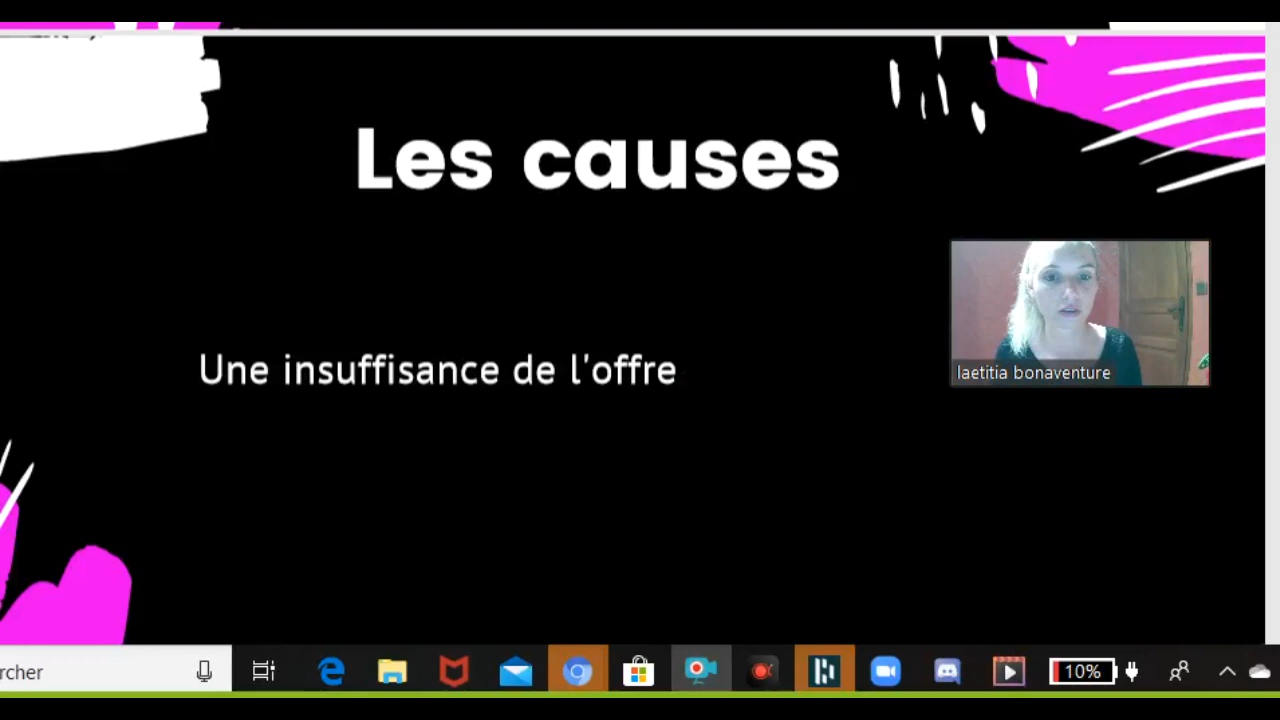 Les causes
Une insuffisance de l'offre
laetitia bonaventure
rcher
10%